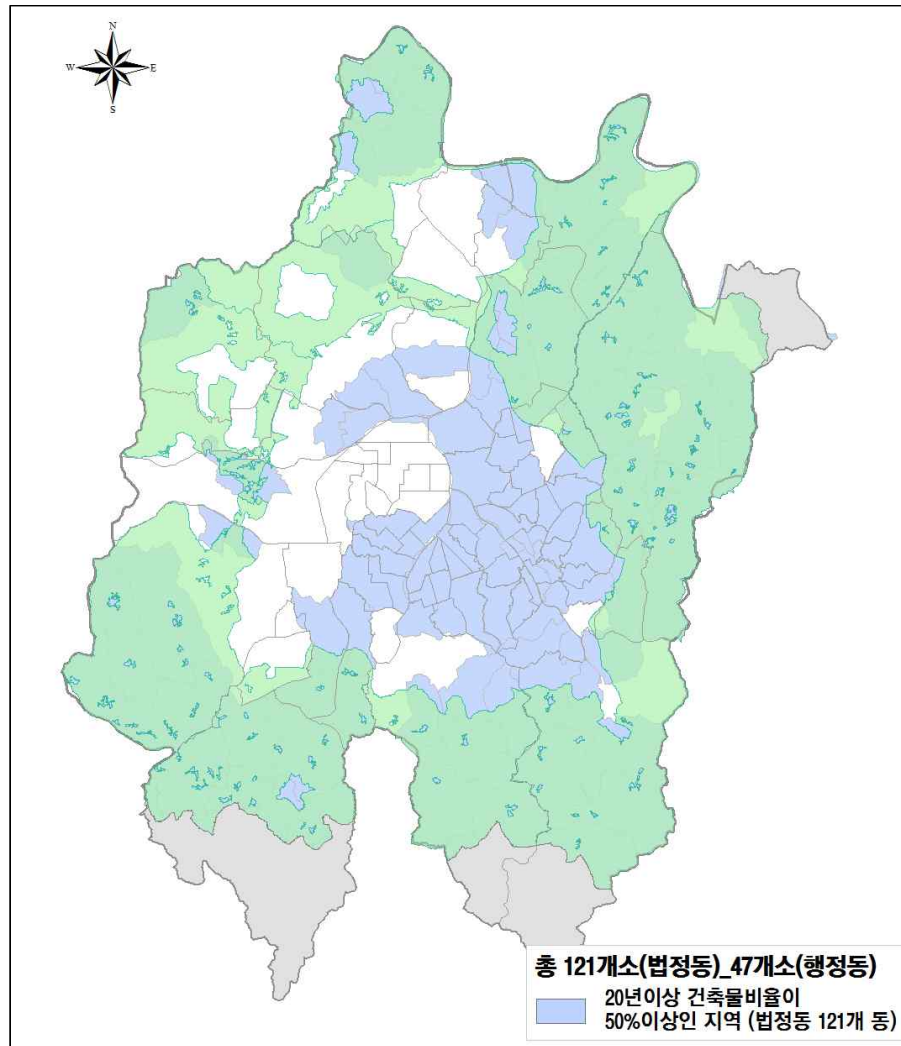 N
W E
S
총 121개소(법정동)_47개소(행정동)
20년이상 건축물비율이
50%이상인 지역 (법정동 121개 동)